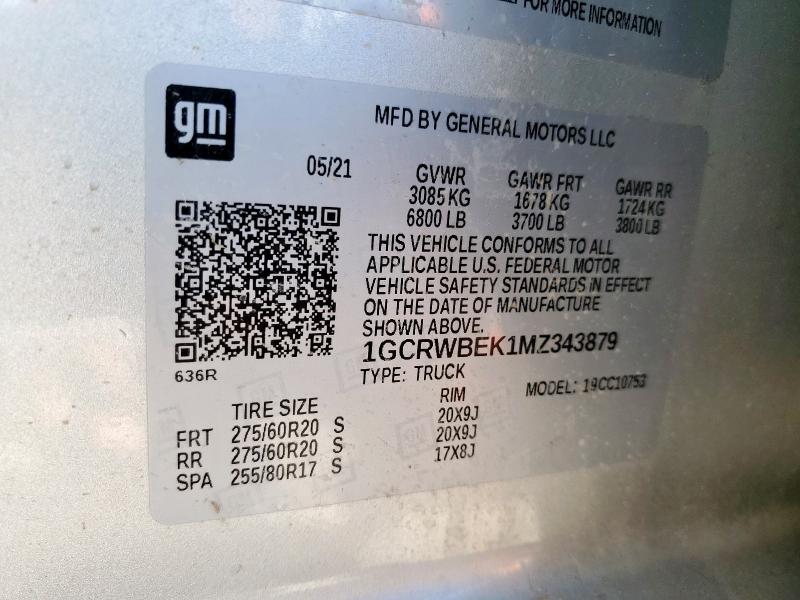 FOR MORE INFORMATION
gm
MFD BY GENERAL MOTORS LLC
05/21
GVWR GAWR FRT GAWR RR
3085 KG 1678 KG 1724 KG
6800 LB 3700 LB 3800 LB
THIS VEHICLE CONFORMS TO ALL
APPLICABLE U.S. FEDERAL MOTOR
VEHICLE SAFETY STANDARDS IN EFFECT
ON THE DATE OF MANUFACTURE
SHOWN ABOVE.
1GCRWBEK1MZ343879
636R
TYPE: TRUCK
MODEL: 19CC10753
TIRE SIZE RIM
FRT 275/60R20 S 20X9J
RR 275/60R20 S 20X9J
SPA 255/80R17 S 17X8J